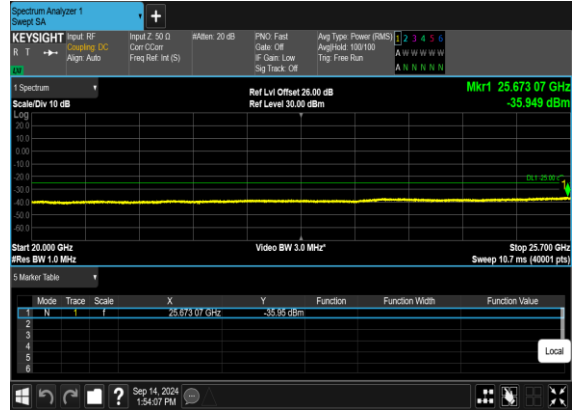 Spectrum Analyzer 1
Swept SA
+
KEYSIGHT Input: RF Input Z: 50 Ω #Atten: 20 dB PNO: Fast Avg Type: Power (RMS) 1 2 3 4 5 6
R T Coupling: DC Corr CCorr Gate: Off Avg|Hold: 100/100 A W W W W W
Align: Auto Freq Ref: Int (S) IF Gain: Low Trig: Free Run
Sig Track: Off A N N N N N
1 Spectrum Ref Lvl Offset 26.00 dB Mkr1 25.673 07 GHz
Scale/Div 10 dB Ref Level 30.00 dBm -35.949 dBm
Log
20.0
10.0
0.00
-10.0
-20.0
DL1 -25.00
1
-30.0
-40.0
-50.0
-60.0
Start 20.000 GHz Video BW 3.0 MHz* Stop 25.700 GHz
#Res BW 1.0 MHz Sweep 10.7 ms (40001 pts)
5 Marker Table
Mode Trace Scale X Y Function Function Width Function Value
1 N 1 f 25.673 07 GHz -35.95 dBm
2
3
4
5
6
Local
? Sep 14, 2024
1:54:07 PM